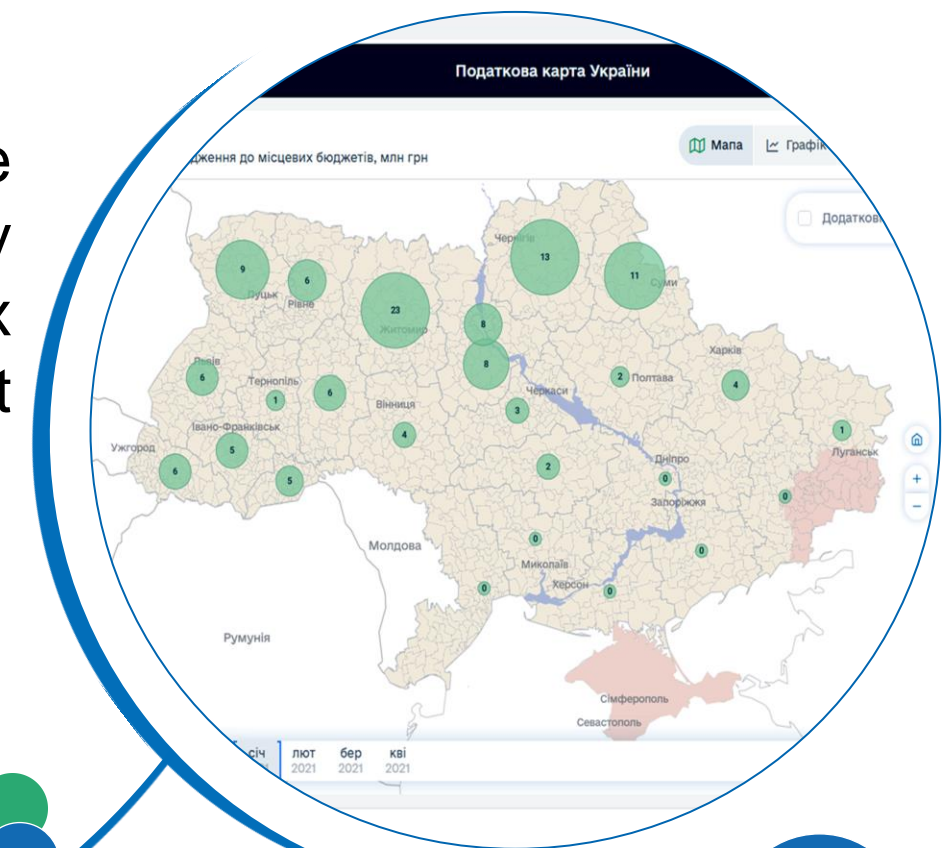 e
y
x
t
Податкова карта України
дження до місцевих бюджетів, млн грн
Мапа
Графік
Додаткові
Чернігів
13
9
6
11
Суми
Луцьк
Рівне
23
Житомир
8
8
Харків
Львів
6
Тернопіль
1
6
2
Полтава
4
Вінниця
Черкаси
3
Івано-Франківськ
4
1
Ужгород
5
Луганськ
6
5
2
Дніпро
0
0
Запоріжжя
+
−
0
Молдова
0
Миколаїв
0
Херсон
0
Румунія
Сімферополь
Севастополь
січ
лют
бер
кві
2021
2021
2021